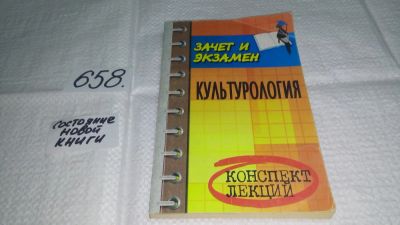 658.
состояние
новой
книги
ЗАЧЕТ И
ЭКЗАМЕН
КУЛЬТУРОЛОГИЯ
КОНСПЕКТ
ЛЕКЦИЙ